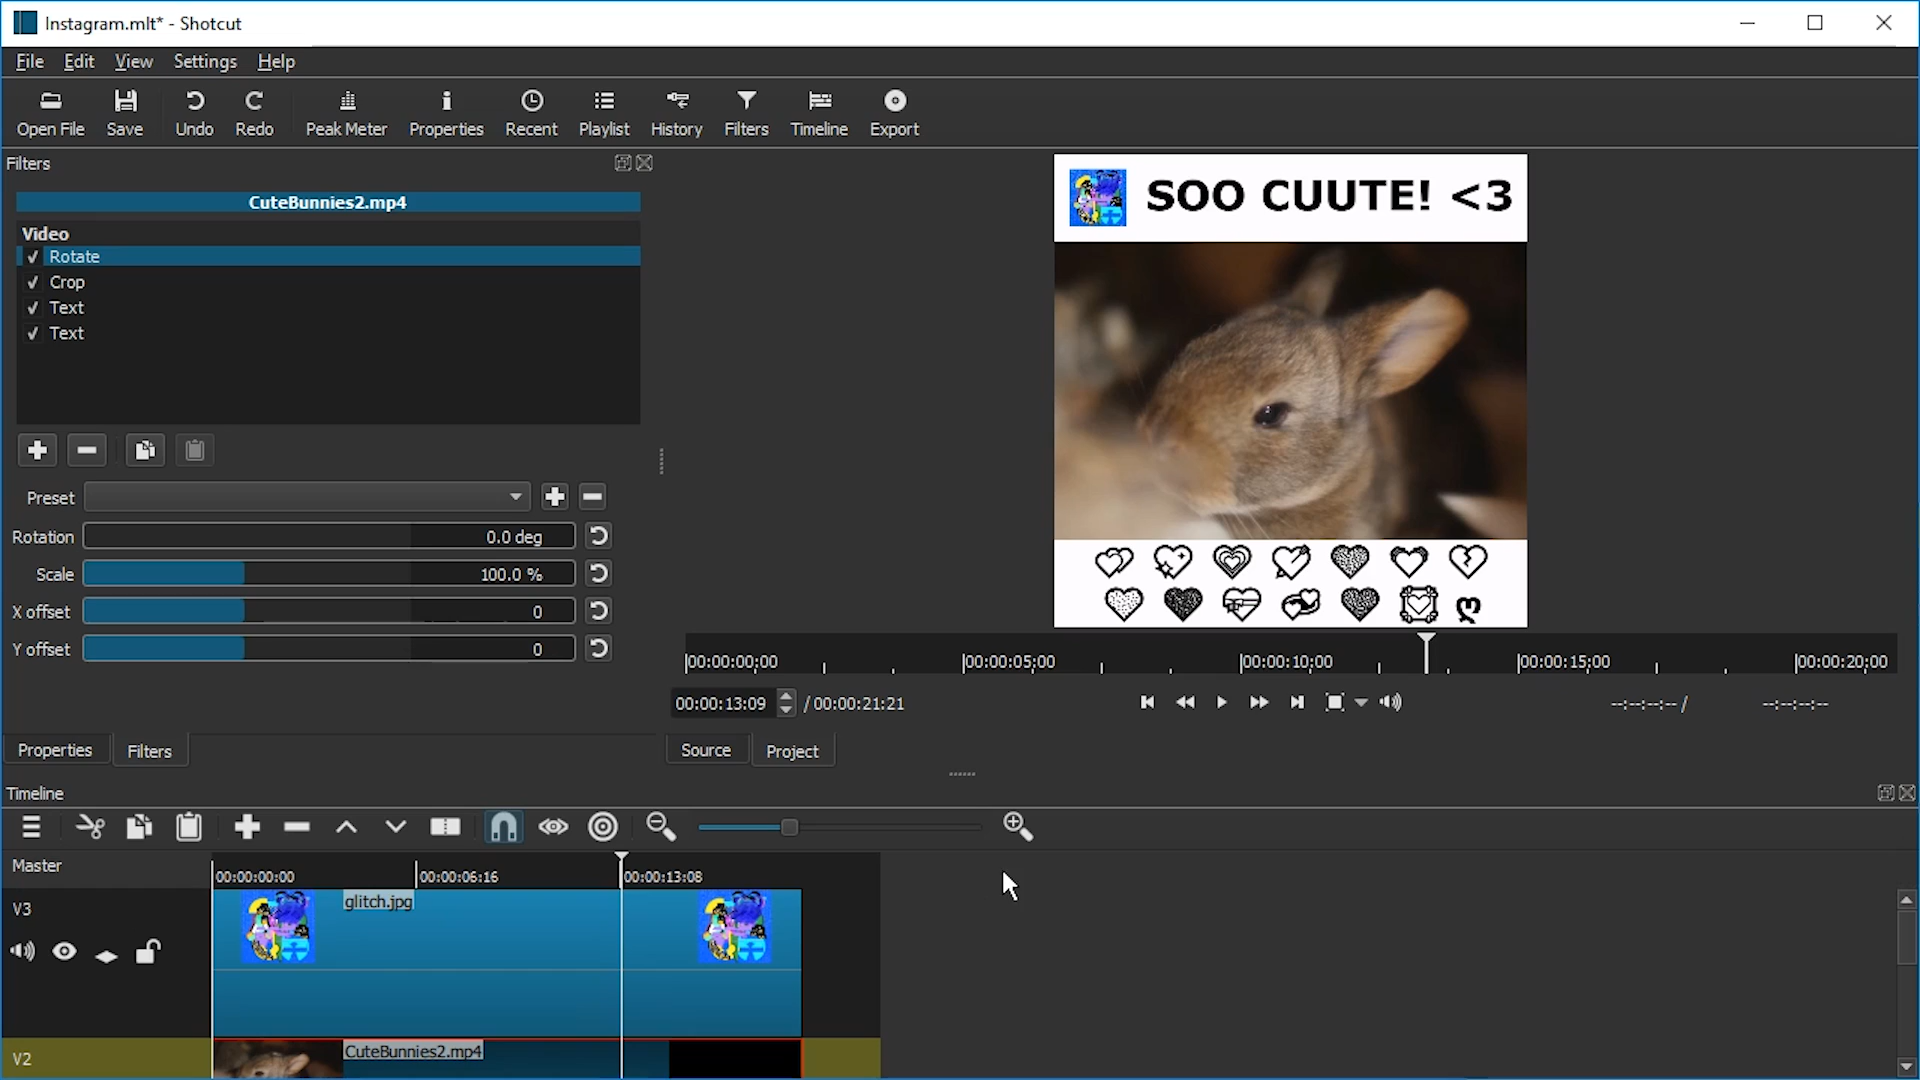 Instagram.mlt* - Shotcut
File Edit View Settings Help
Open File Save Undo Redo Peak Meter Properties Recent Playlist History Filters Timeline Export
Filters
CuteBunnies2.mp4
Video
Rotate
Crop
Text
Text
Preset
Rotation 0.0 deg
Scale 100.0 %
X offset 0
Y offset 0
Properties Filters
SOO CUUTE! <3
00:00:00;00 00:00:05;00 00:00:10;00 00:00:15;00 00:00:20;00
00:00:13:09 / 00:00:21:21 --:--:--:-- / --:--:--:--
Source Project
Timeline
Master
00:00:00:00 00:00:06:16 00:00:13:08
V3
glitch.jpg
V2
CuteBunnies2.mp4